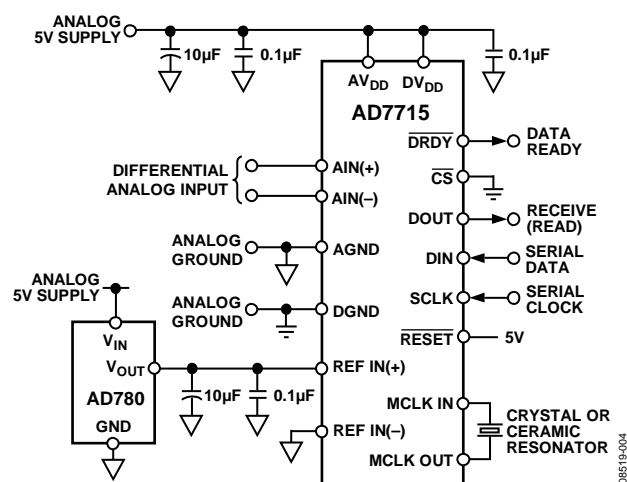 ANALOG
5V SUPPLY
10µF
0.1µF
0.1µF
AVDD
DVDD
AD7715
DRDY
DATA
READY
DIFFERENTIAL
ANALOG INPUT
AIN(+)
AIN(–)
CS
DOUT
RECEIVE
(READ)
ANALOG
GROUND
AGND
DIN
SERIAL
DATA
ANALOG
5V SUPPLY
ANALOG
GROUND
DGND
SCLK
SERIAL
CLOCK
RESET
5V
VIN
VOUT
AD780
GND
10µF
0.1µF
REF IN(+)
REF IN(–)
MCLK IN
MCLK OUT
CRYSTAL OR
CERAMIC
RESONATOR
08519-004